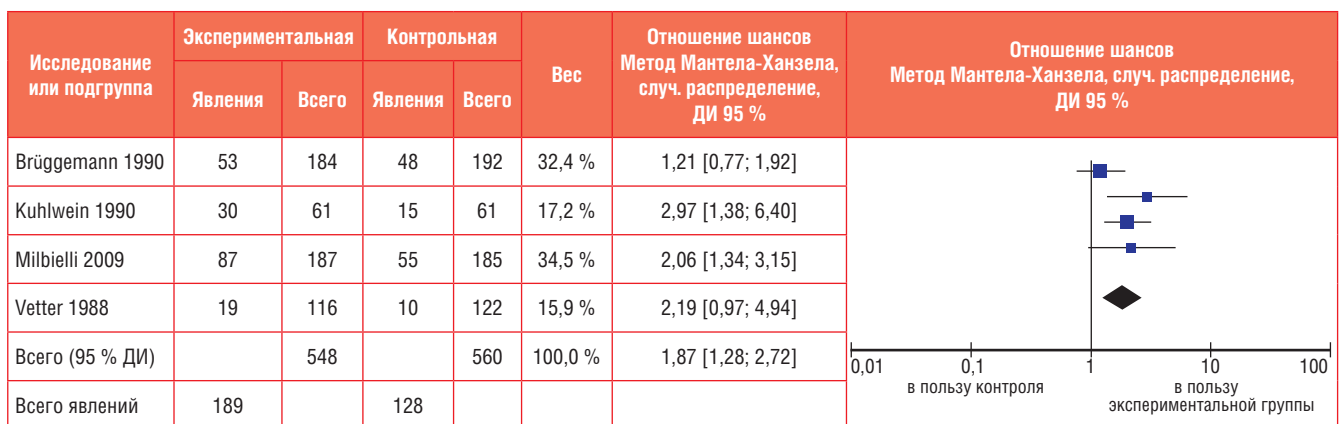 Исследование или подгруппа
Экспериментальная
Контрольная
Вес
Отношение шансов
Метод Мантела-Ханзела,
случ. распределение,
ДИ 95 %
Отношение шансов
Метод Мантела-Ханзела, случ. распределение,
ДИ 95 %
Явления Всего Явления Всего
Brüggemann 1990 53 184 48 192 32,4 % 1,21 [0,77; 1,92]
Kuhlwein 1990 30 61 15 61 17,2 % 2,97 [1,38; 6,40]
Milbielli 2009 87 187 55 185 34,5 % 2,06 [1,34; 3,15]
Vetter 1988 19 116 10 122 15,9 % 2,19 [0,97; 4,94]
Всего (95 % ДИ) 548 560 100,0 % 1,87 [1,28; 2,72]
Всего явлений 189 128
0,01 0,1 1 10 100
в пользу контроля
в пользу
экспериментальной группы